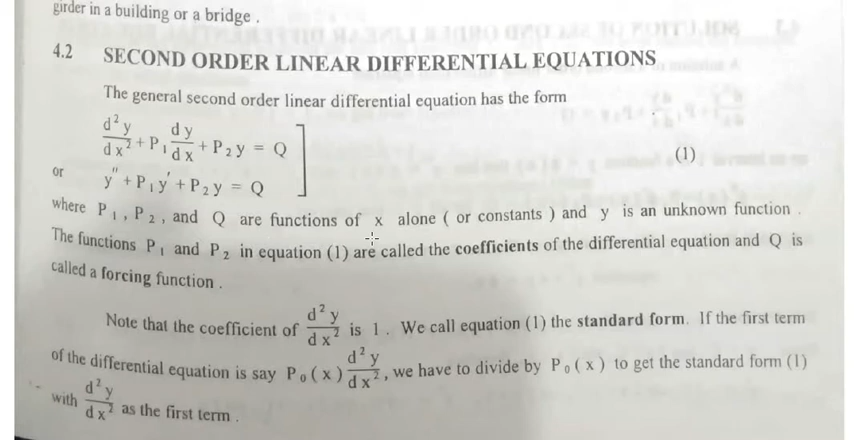 girder in a building or a bridge .
4.2 SECOND ORDER LINEAR DIFFERENTIAL EQUATIONS
The general second order linear differential equation has the form
d²y/dx² + P₁ dy/dx + P₂ y = Q
(1)
or y″ + P₁ y′ + P₂ y = Q
where P₁ , P₂ , and Q are functions of x alone ( or constants ) and y is an unknown function .
The functions P₁ and P₂ in equation (1) are called the coefficients of the differential equation and Q is
called a forcing function .
Note that the coefficient of d²y/dx² is 1 . We call equation (1) the standard form. If the first term
of the differential equation is say P₀ ( x ) d²y/dx² , we have to divide by P₀ ( x ) to get the standard form (1)
with d²y/dx² as the first term .